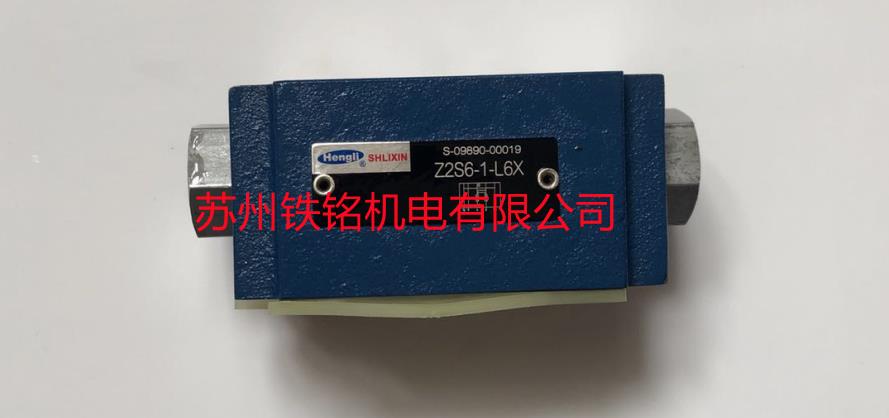 S-09890-00019
Hengli® SHLIXIN
Z2S6-1-L6X
苏州铁铭机电有限公司